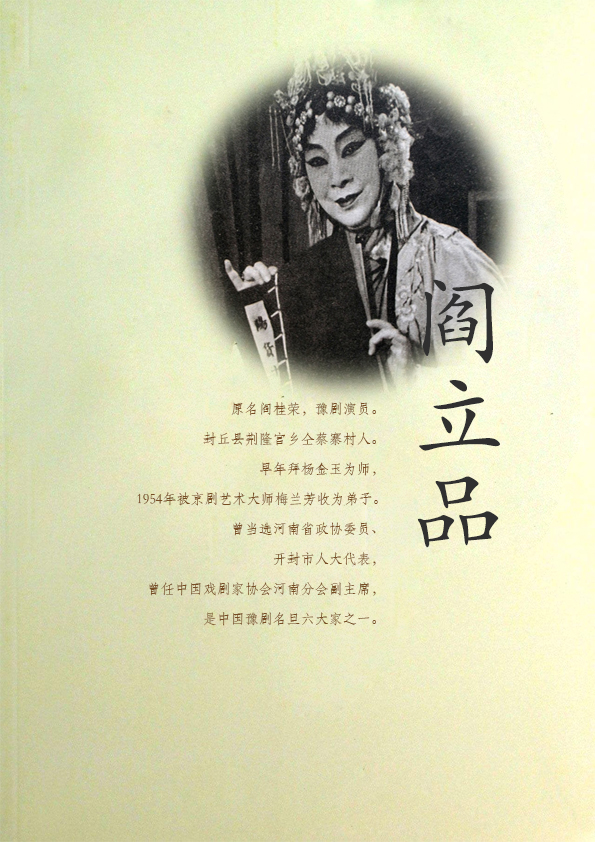 阎立品
原名阎桂荣，豫剧演员。
封丘县荆隆宫乡仝蔡寨村人。
早年拜杨金玉为师，
1954年被京剧艺术大师梅兰芳收为弟子。
曾当选河南省政协委员、
开封市人大代表，
曾任中国戏剧家协会河南分会副主席，
是中国豫剧名旦六大家之一。